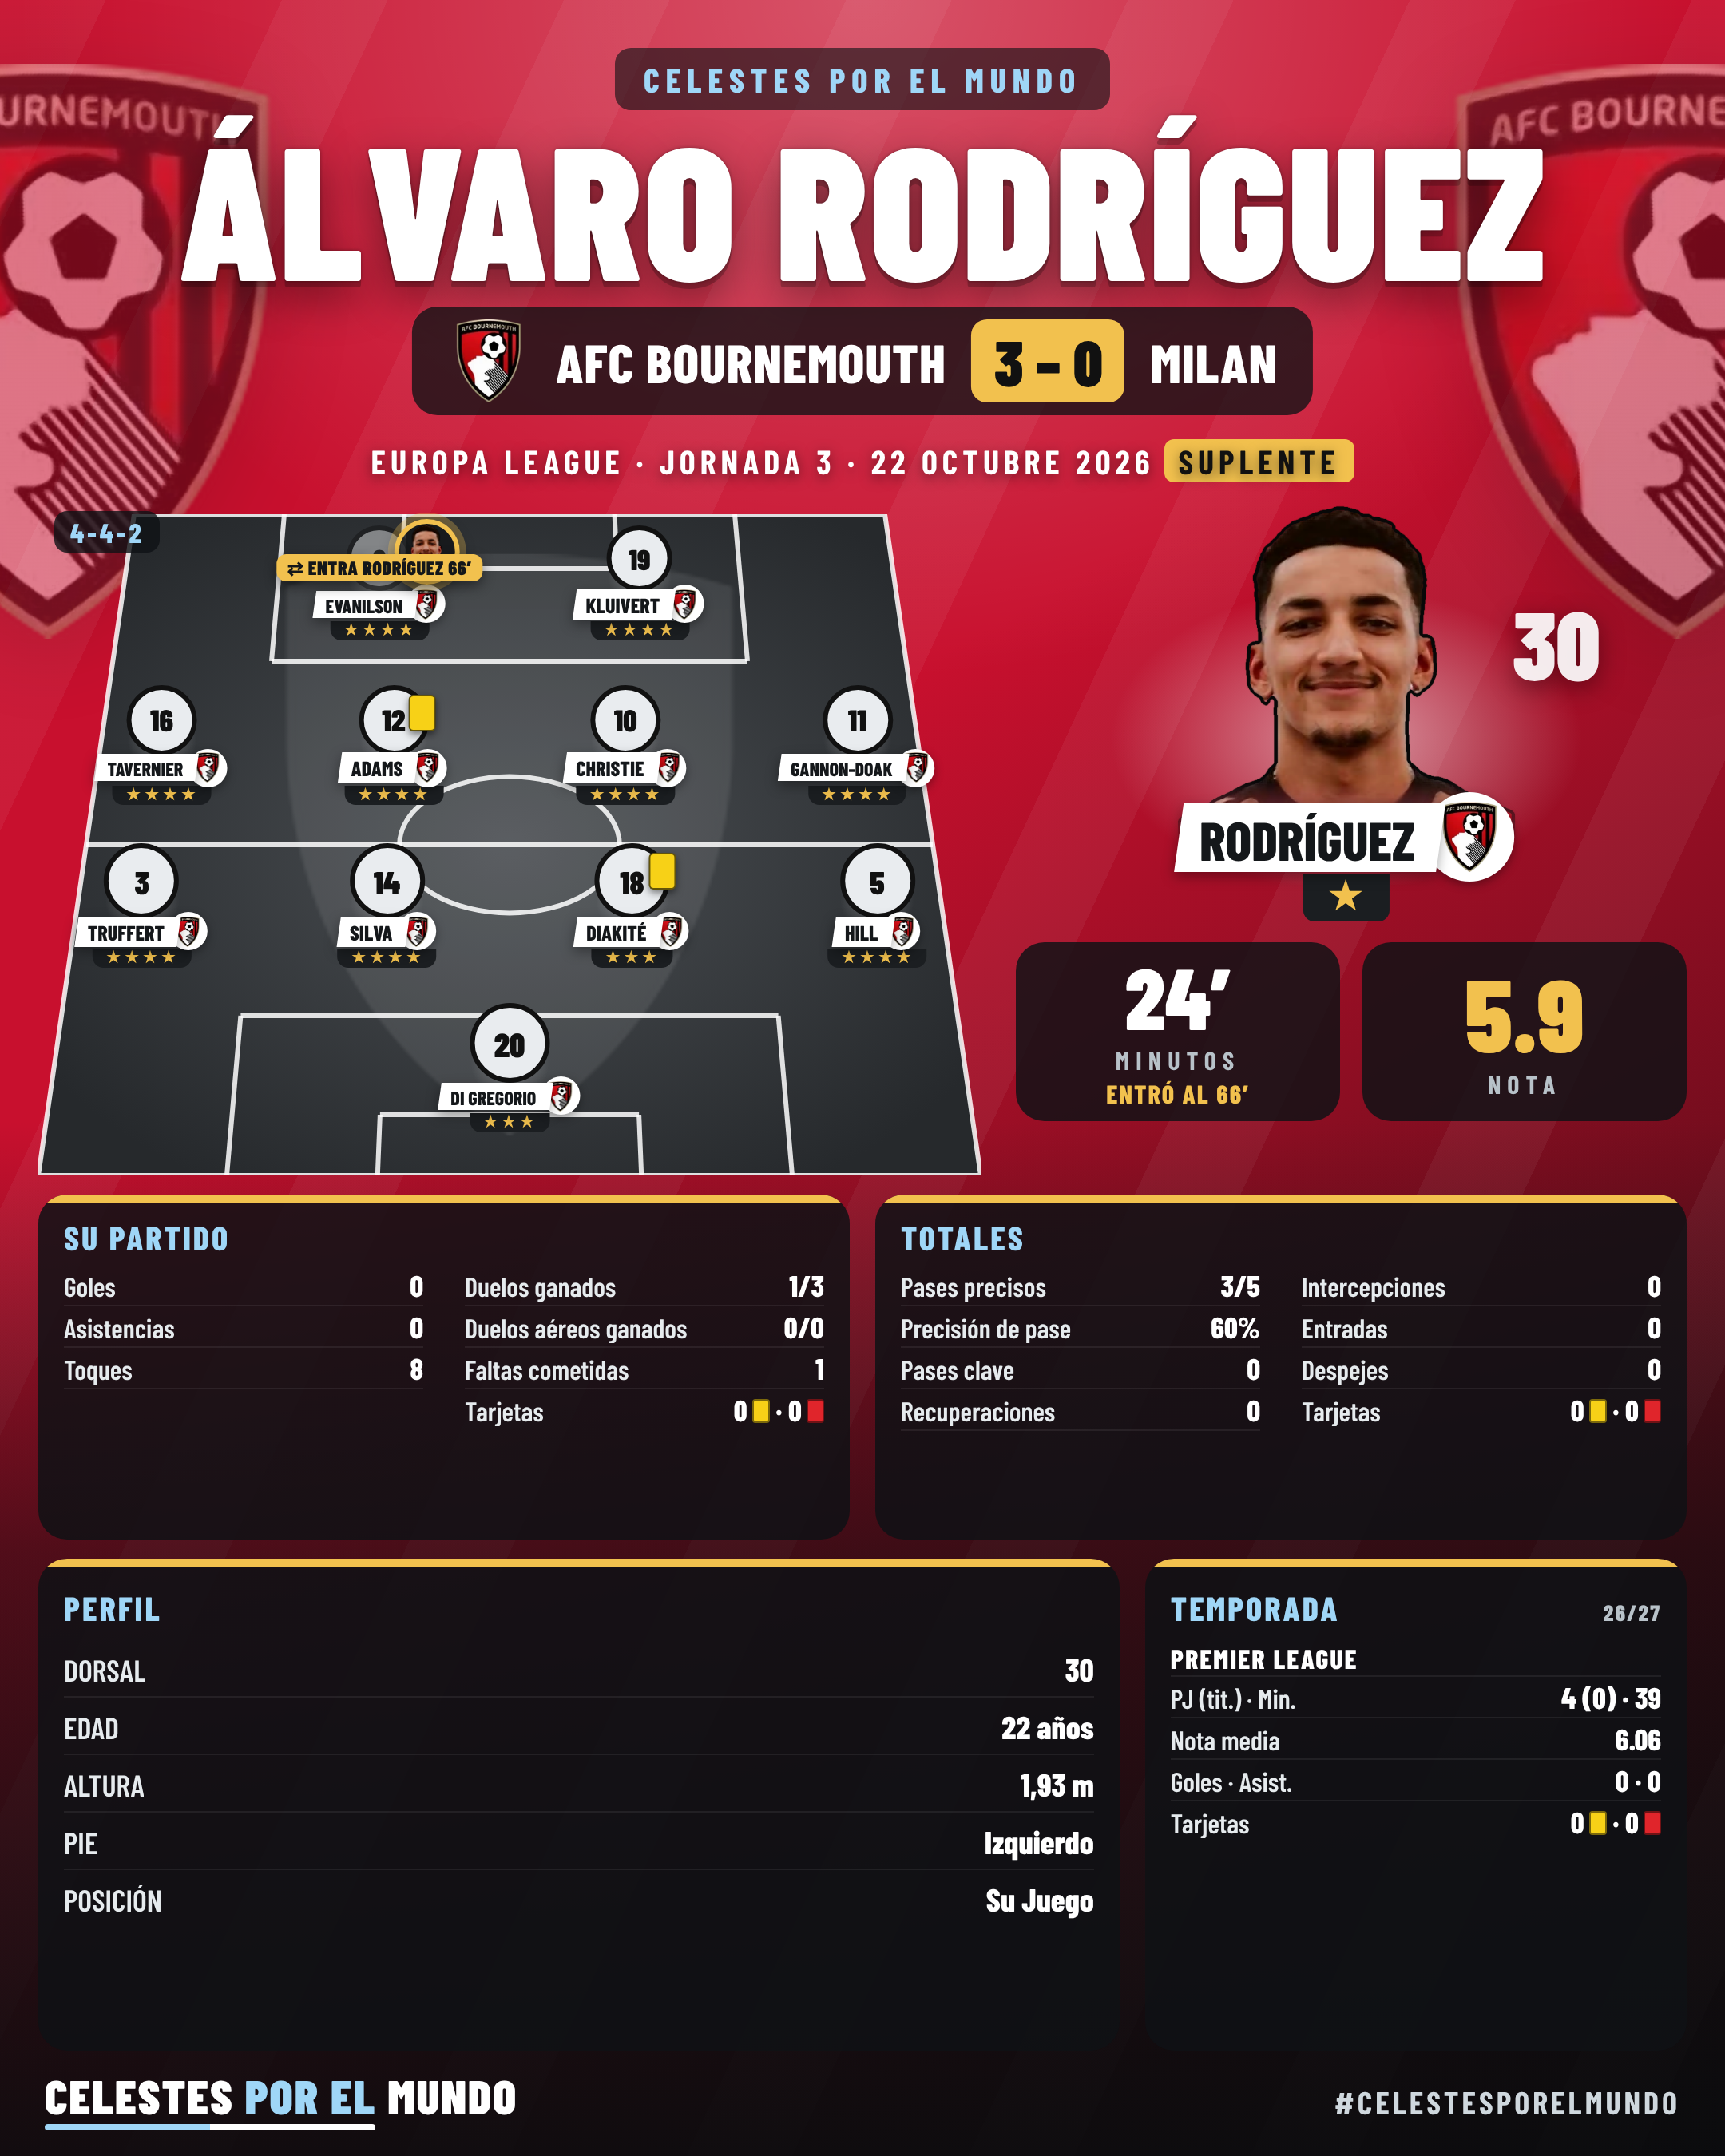 CELESTES POR EL MUNDO
URNEMOUTH
AFC BOURNE
ÁLVARO RODRÍGUEZ
AFC BOURNEMOUTH
AFC BOURNEMOUTH 3 – 0 MILAN
EUROPA LEAGUE · JORNADA 3 · 22 OCTUBRE 2026 SUPLENTE
4-4-2
⇄ ENTRA RODRÍGUEZ 66’
19
EVANILSON
KLUIVERT
★★★★
★★★★
16
12
10
11
TAVERNIER
ADAMS
CHRISTIE
GANNON-DOAK
★★★★
★★★★
★★★★
★★★★
3
14
18
5
TRUFFERT
SILVA
DIAKITÉ
HILL
★★★★
★★★★
★★★
★★★★
20
DI GREGORIO
★★★
30
RODRÍGUEZ
AFC BOURNEMOUTH
★
24’
MINUTOS
ENTRÓ AL 66’
5.9
NOTA
SU PARTIDO
Goles 0
Asistencias 0
Toques 8
Duelos ganados 1/3
Duelos aéreos ganados 0/0
Faltas cometidas 1
Tarjetas 0 · 0
TOTALES
Pases precisos 3/5
Precisión de pase 60%
Pases clave 0
Recuperaciones 0
Intercepciones 0
Entradas 0
Despejes 0
Tarjetas 0 · 0
PERFIL
DORSAL 30
EDAD 22 años
ALTURA 1,93 m
PIE Izquierdo
POSICIÓN Su Juego
TEMPORADA 26/27
PREMIER LEAGUE
PJ (tit.) · Min. 4 (0) · 39
Nota media 6.06
Goles · Asist. 0 · 0
Tarjetas 0 · 0
CELESTES POR EL MUNDO
#CELESTESPORELMUNDO